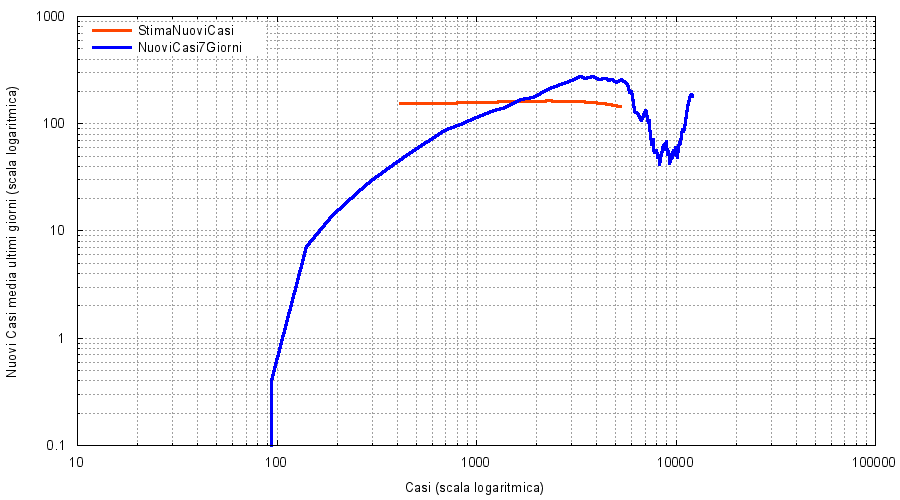 StimaNuoviCasi
NuoviCasi7Giorni
1000
100
10
1
0.1
Nuovi Casi media ultimi giorni (scala logaritmica)
10 100 1000 10000 100000
Casi (scala logaritmica)